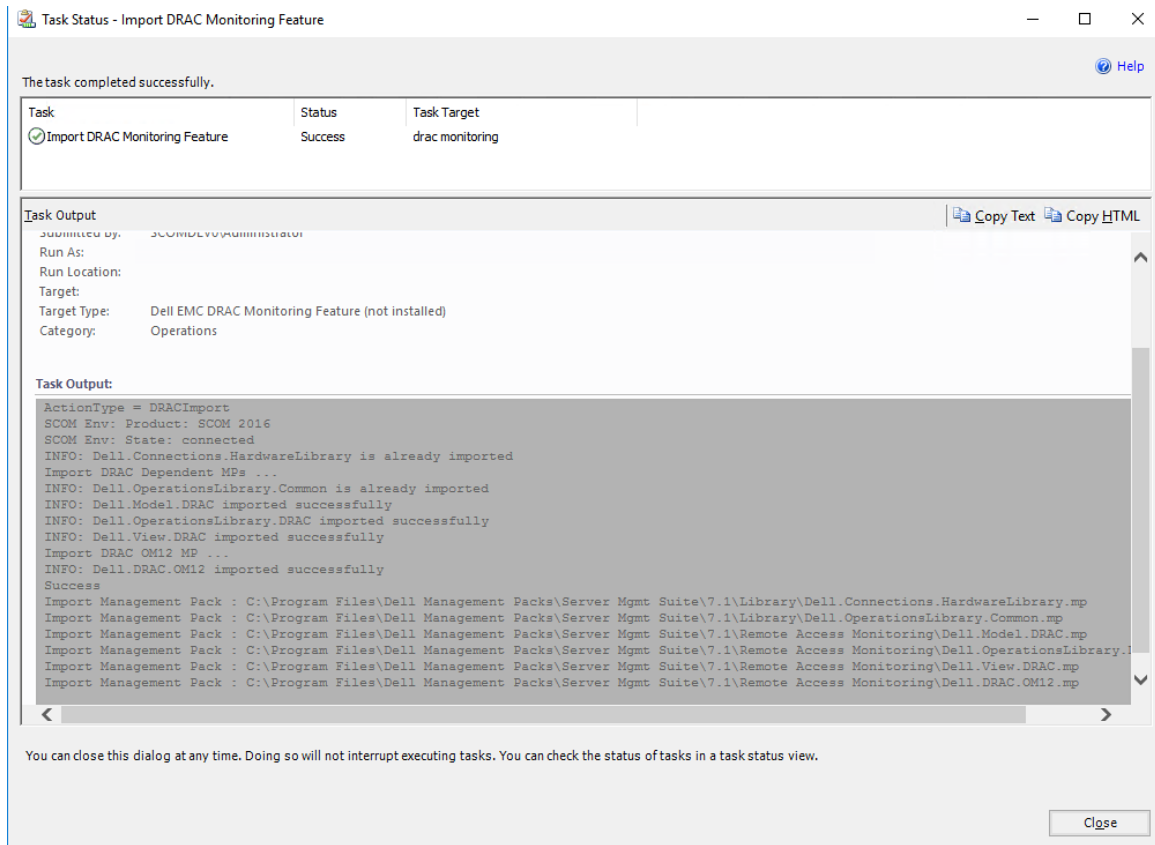 Task Status - Import DRAC Monitoring Feature
Help
The task completed successfully.
Task Status Task Target
Import DRAC Monitoring Feature Success drac monitoring
Task Output Copy Text Copy HTML
Submitted By: SCOMDEV0\Administrator
Run As:
Run Location:
Target:
Target Type: Dell EMC DRAC Monitoring Feature (not installed)
Category: Operations
Task Output:
ActionType = DRACImport
SCOM Env: Product: SCOM 2016
SCOM Env: State: connected
INFO: Dell.Connections.HardwareLibrary is already imported
Import DRAC Dependent MPs ...
INFO: Dell.OperationsLibrary.Common is already imported
INFO: Dell.Model.DRAC imported successfully
INFO: Dell.OperationsLibrary.DRAC imported successfully
INFO: Dell.View.DRAC imported successfully
Import DRAC OM12 MP ...
INFO: Dell.DRAC.OM12 imported successfully
Success
Import Management Pack : C:\Program Files\Dell Management Packs\Server Mgmt Suite\7.1\Library\Dell.Connections.HardwareLibrary.mp
Import Management Pack : C:\Program Files\Dell Management Packs\Server Mgmt Suite\7.1\Library\Dell.OperationsLibrary.Common.mp
Import Management Pack : C:\Program Files\Dell Management Packs\Server Mgmt Suite\7.1\Remote Access Monitoring\Dell.Model.DRAC.mp
Import Management Pack : C:\Program Files\Dell Management Packs\Server Mgmt Suite\7.1\Remote Access Monitoring\Dell.OperationsLibrary.
Import Management Pack : C:\Program Files\Dell Management Packs\Server Mgmt Suite\7.1\Remote Access Monitoring\Dell.View.DRAC.mp
Import Management Pack : C:\Program Files\Dell Management Packs\Server Mgmt Suite\7.1\Remote Access Monitoring\Dell.DRAC.OM12.mp
You can close this dialog at any time. Doing so will not interrupt executing tasks. You can check the status of tasks in a task status view.
Close